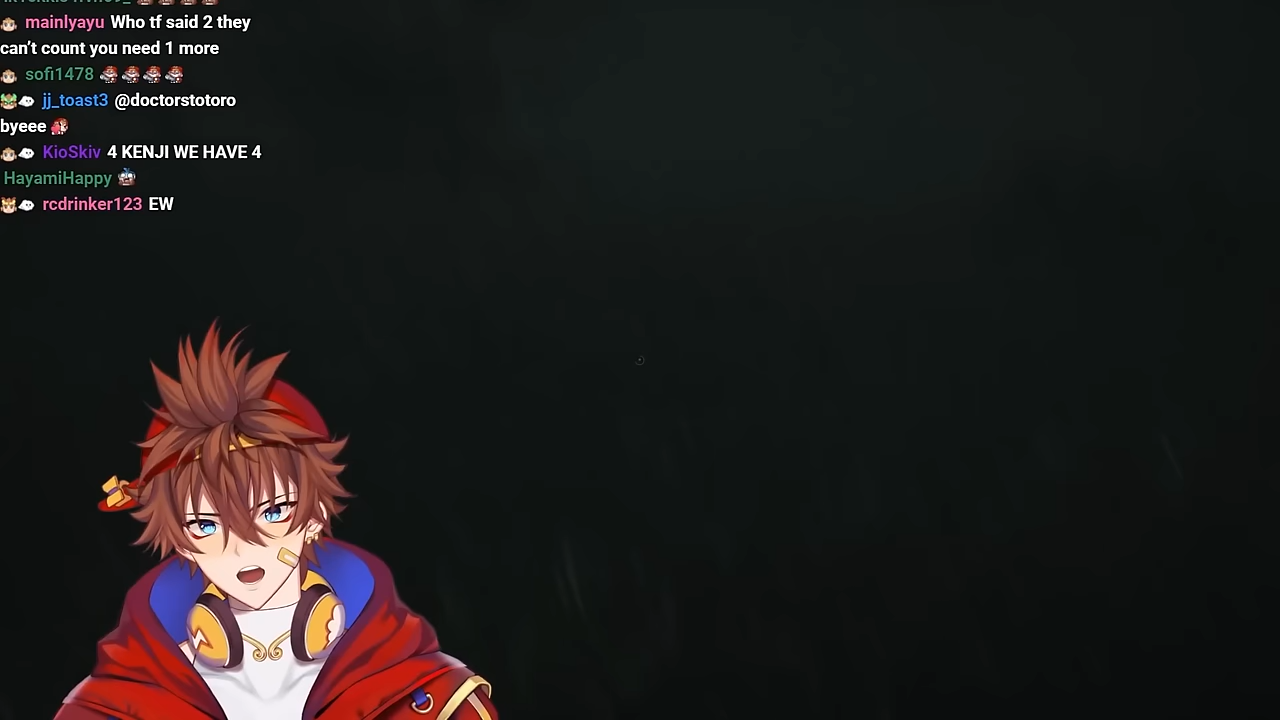 mainlyayu Who tf said 2 they
can't count you need 1 more
sofi1478
jj_toast3 @doctorstotoro
byeee
KioSkiv 4 KENJI WE HAVE 4
HayamiHappy
rcdrinker123 EW